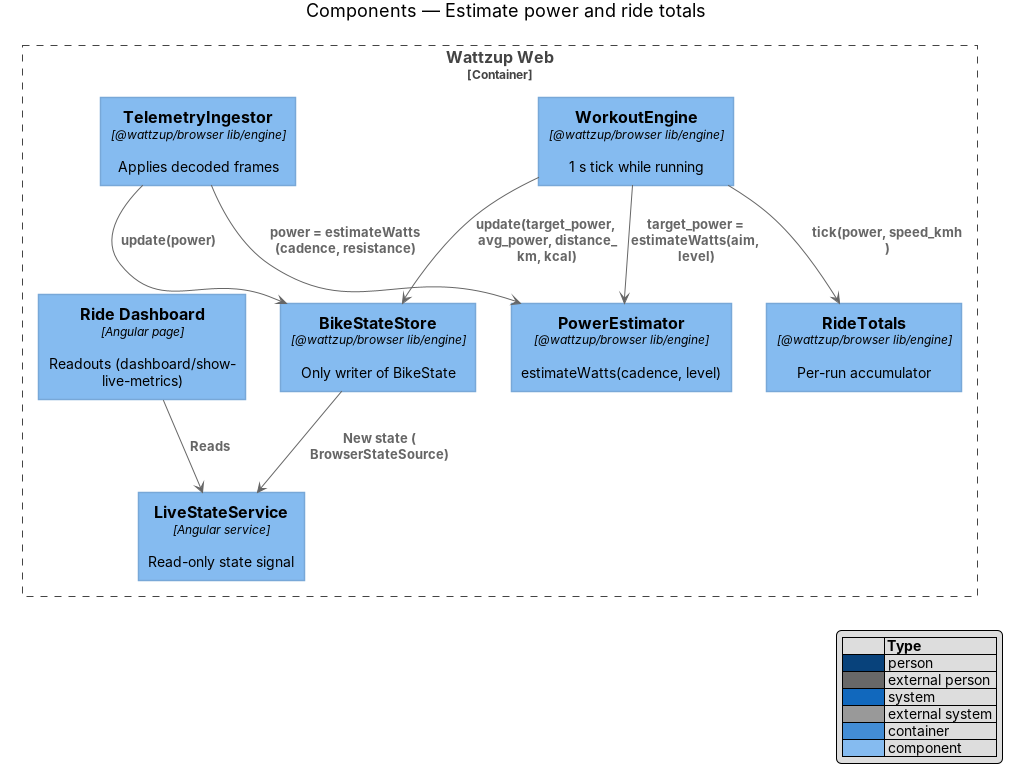 Components — Estimate power and ride totals
Wattzup Web
[Container]
TelemetryIngestor
[@wattzup/browser lib/engine]
Applies decoded frames
WorkoutEngine
[@wattzup/browser lib/engine]
1 s tick while running
update(power)
power = estimateWatts
(cadence, resistance)
update(target_power,
avg_power, distance_
km, kcal)
target_power =
estimateWatts(aim,
level)
tick(power, speed_kmh
)
Ride Dashboard
[Angular page]
Readouts (dashboard/show-
live-metrics)
BikeStateStore
[@wattzup/browser lib/engine]
Only writer of BikeState
PowerEstimator
[@wattzup/browser lib/engine]
estimateWatts(cadence, level)
RideTotals
[@wattzup/browser lib/engine]
Per-run accumulator
Reads
New state (
BrowserStateSource)
LiveStateService
[Angular service]
Read-only state signal
Type
person
external person
system
external system
container
component